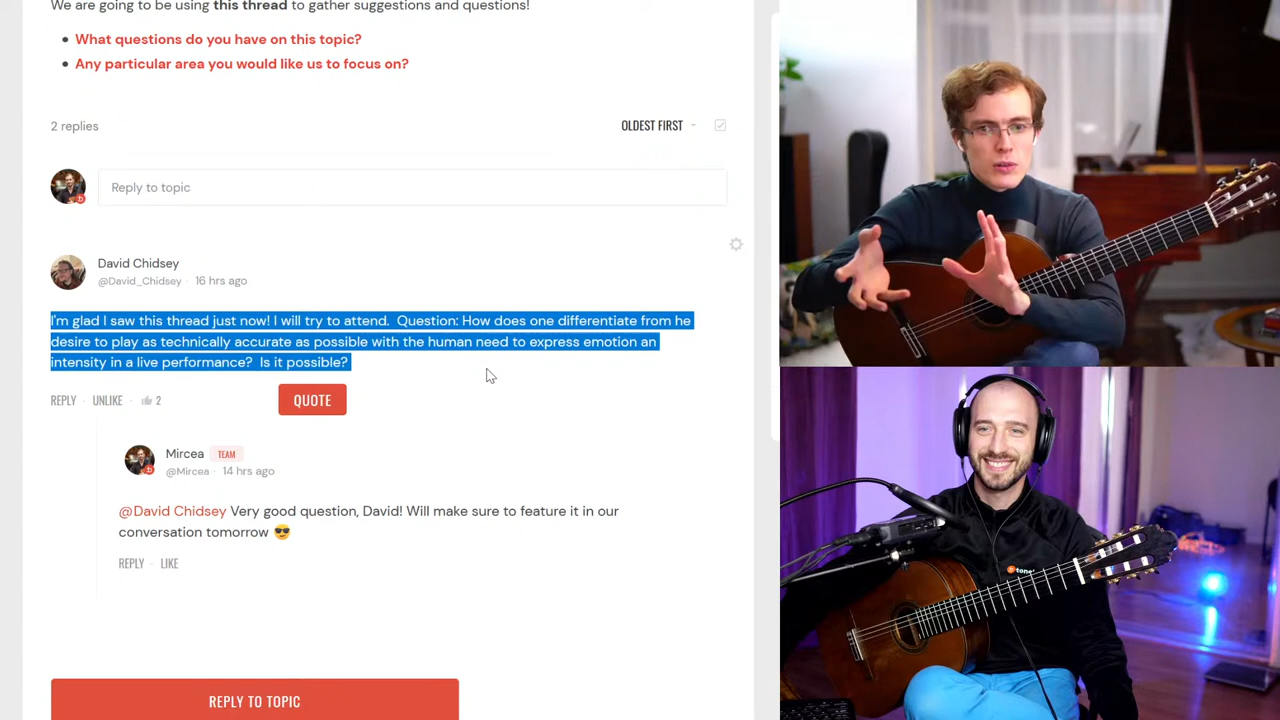 We are going to be using this thread to gather suggestions and questions!
• What questions do you have on this topic?
• Any particular area you would like us to focus on?
2 replies
OLDEST FIRST
Reply to topic
David Chidsey
@David_Chidsey · 16 hrs ago
I'm glad I saw this thread just now! I will try to attend.  Question: How does one differentiate from he
desire to play as technically accurate as possible with the human need to express emotion an
intensity in a live performance?  Is it possible?
REPLY · UNLIKE · 2
QUOTE
Mircea TEAM
@Mircea · 14 hrs ago
@David Chidsey Very good question, David! Will make sure to feature it in our
conversation tomorrow 😎
REPLY · LIKE
REPLY TO TOPIC
tone